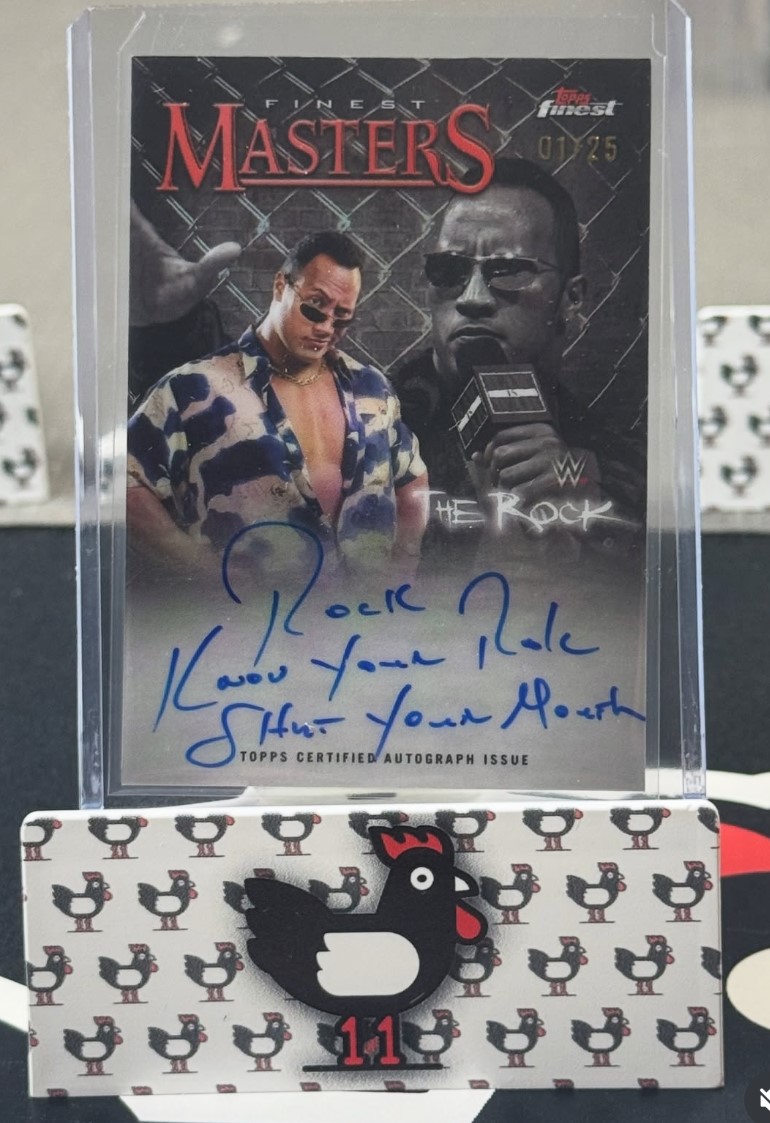 FINEST
MASTERS
TOPPS
finest
01/25
W
THE ROCK
Rock
Know Your Role
Shut Your Mouth
TOPPS CERTIFIED AUTOGRAPH ISSUE
11